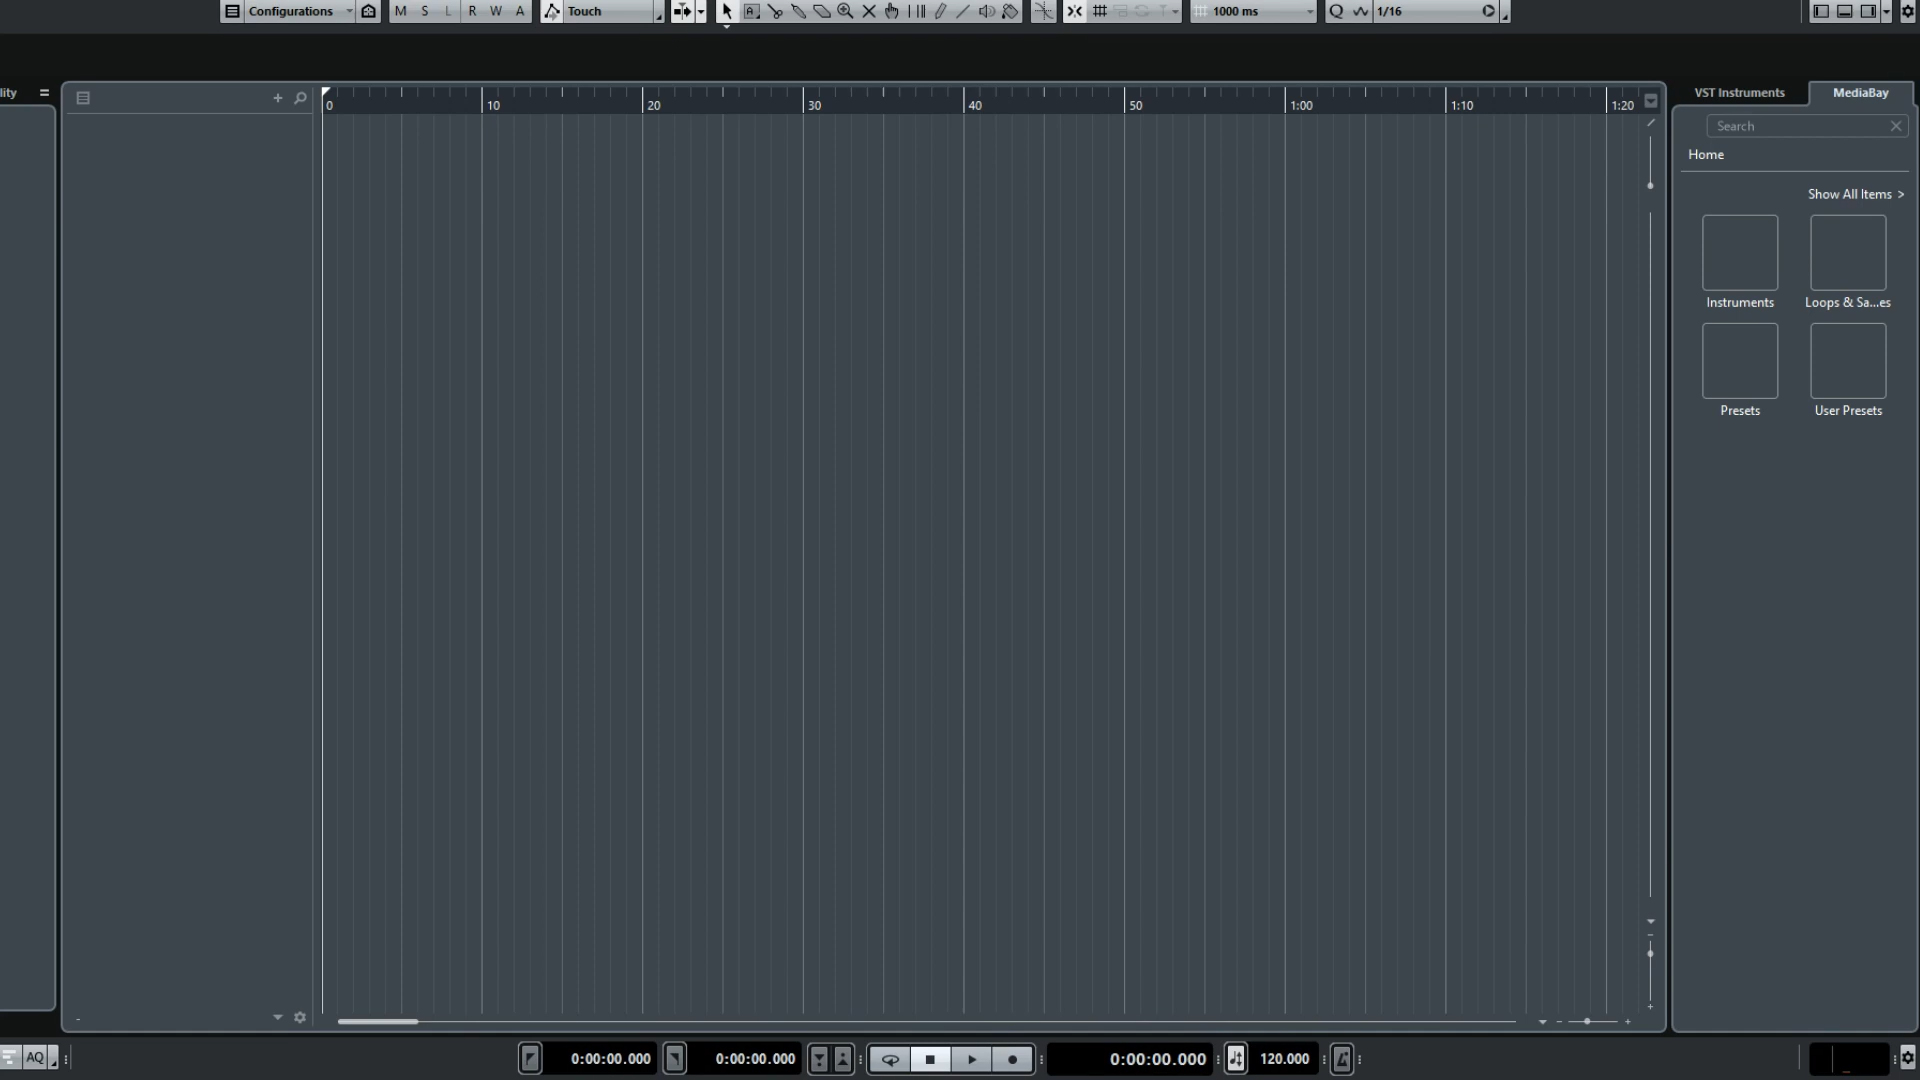 Configurations M S L R W A Touch 1000 ms Q 1/16
lity
0 10 20 30 40 50 1:00 1:10 1:20
VST Instruments MediaBay
Search
Home
Show All Items >
Instruments Loops & Sa...es
Presets User Presets
-
AQ 0:00:00.000 0:00:00.000 0:00:00.000 120.000